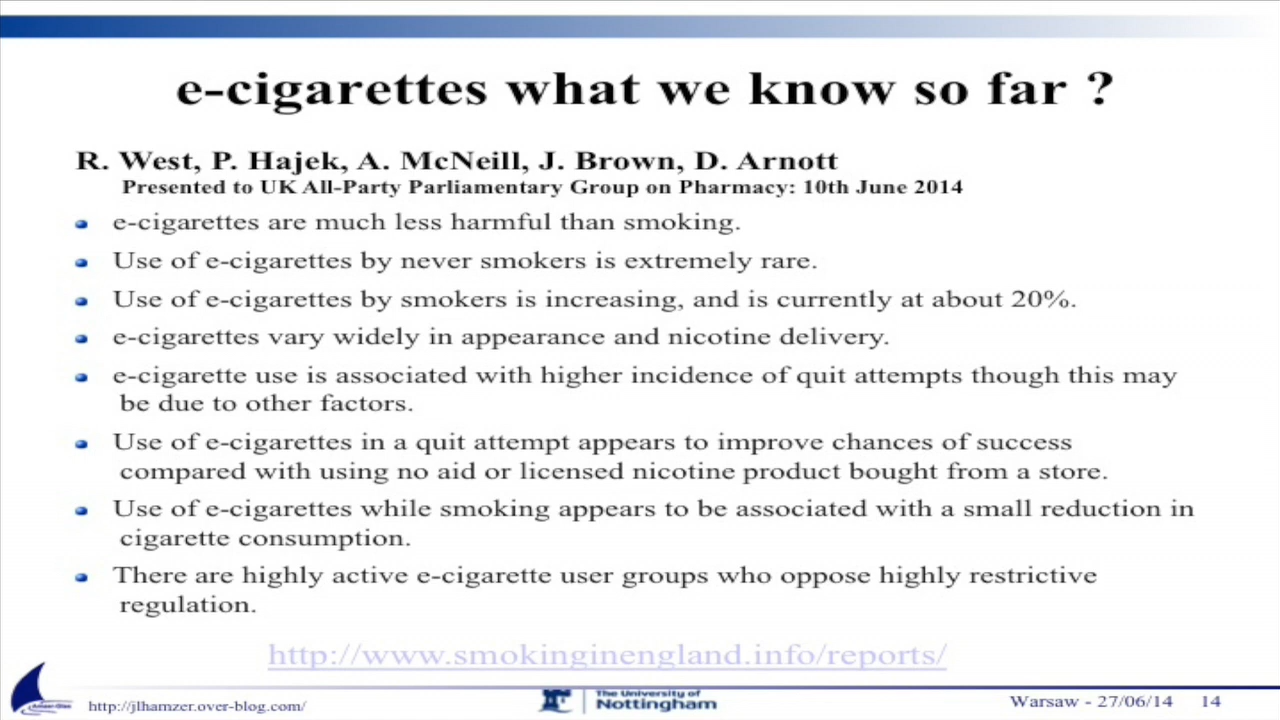 e-cigarettes what we know so far ?
R. West, P. Hajek, A. McNeill, J. Brown, D. Arnott
Presented to UK All-Party Parliamentary Group on Pharmacy: 10th June 2014
e-cigarettes are much less harmful than smoking.
Use of e-cigarettes by never smokers is extremely rare.
Use of e-cigarettes by smokers is increasing, and is currently at about 20%.
e-cigarettes vary widely in appearance and nicotine delivery.
e-cigarette use is associated with higher incidence of quit attempts though this may
be due to other factors.
Use of e-cigarettes in a quit attempt appears to improve chances of success
compared with using no aid or licensed nicotine product bought from a store.
Use of e-cigarettes while smoking appears to be associated with a small reduction in
cigarette consumption.
There are highly active e-cigarette user groups who oppose highly restrictive
regulation.
http://www.smokinginengland.info/reports/
http://jlhamzer.over-blog.com/
The University of
Nottingham
Warsaw - 27/06/14 14